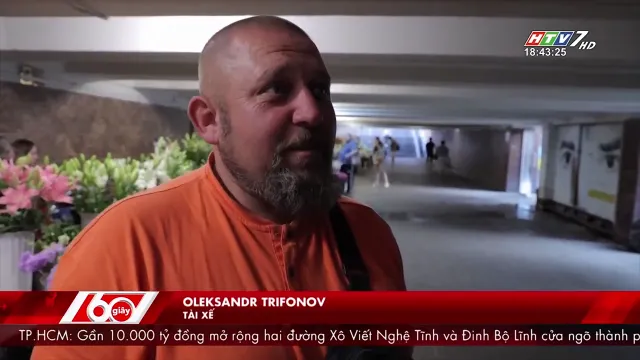 HTV7 HD
18:43:25
60 giây
OLEKSANDR TRIFONOV
TÀI XẾ
TP.HCM: Gần 10.000 tỷ đồng mở rộng hai đường Xô Viết Nghệ Tĩnh và Đinh Bộ Lĩnh cửa ngõ thành p